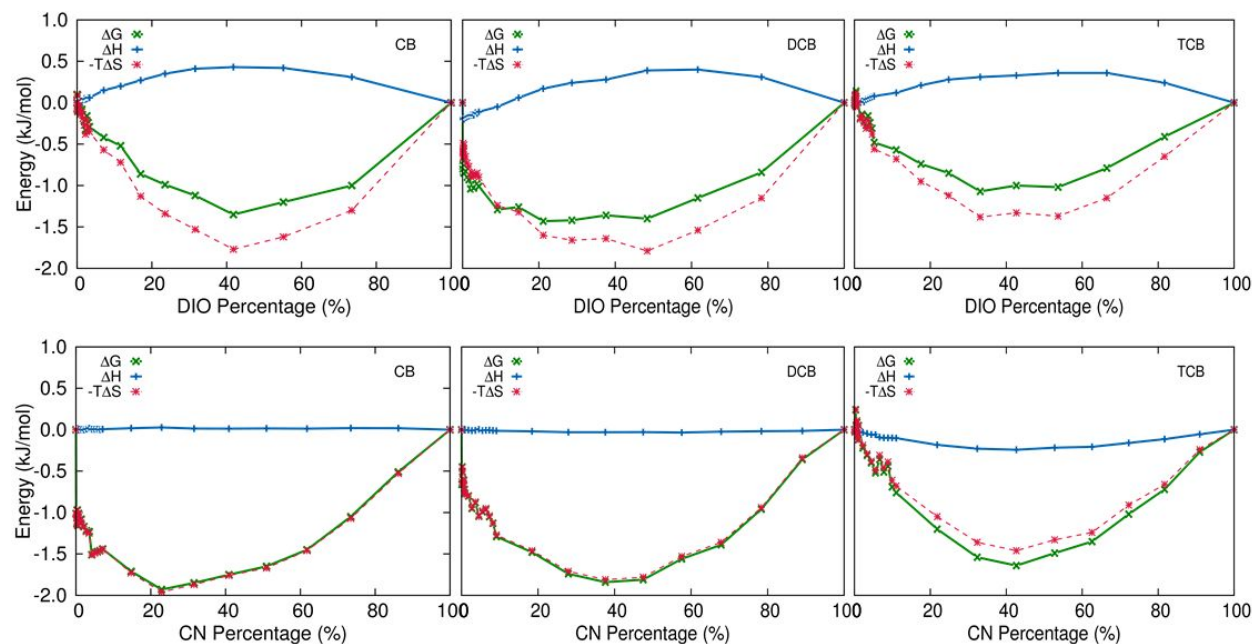 1.0
0.5
0.0
-0.5
-1.0
-1.5
-2.0
Energy (kJ/mol)
ΔG
ΔH
-TΔS
CB
0 20 40 60 80 100
DIO Percentage (%)
ΔG
ΔH
-TΔS
DCB
0 20 40 60 80 100
DIO Percentage (%)
ΔG
ΔH
-TΔS
TCB
0 20 40 60 80 100
DIO Percentage (%)
1.0
0.5
0.0
-0.5
-1.0
-1.5
-2.0
Energy (kJ/mol)
ΔG
ΔH
-TΔS
CB
0 20 40 60 80 100
CN Percentage (%)
ΔG
ΔH
-TΔS
DCB
0 20 40 60 80 100
CN Percentage (%)
ΔG
ΔH
-TΔS
TCB
0 20 40 60 80 100
CN Percentage (%)